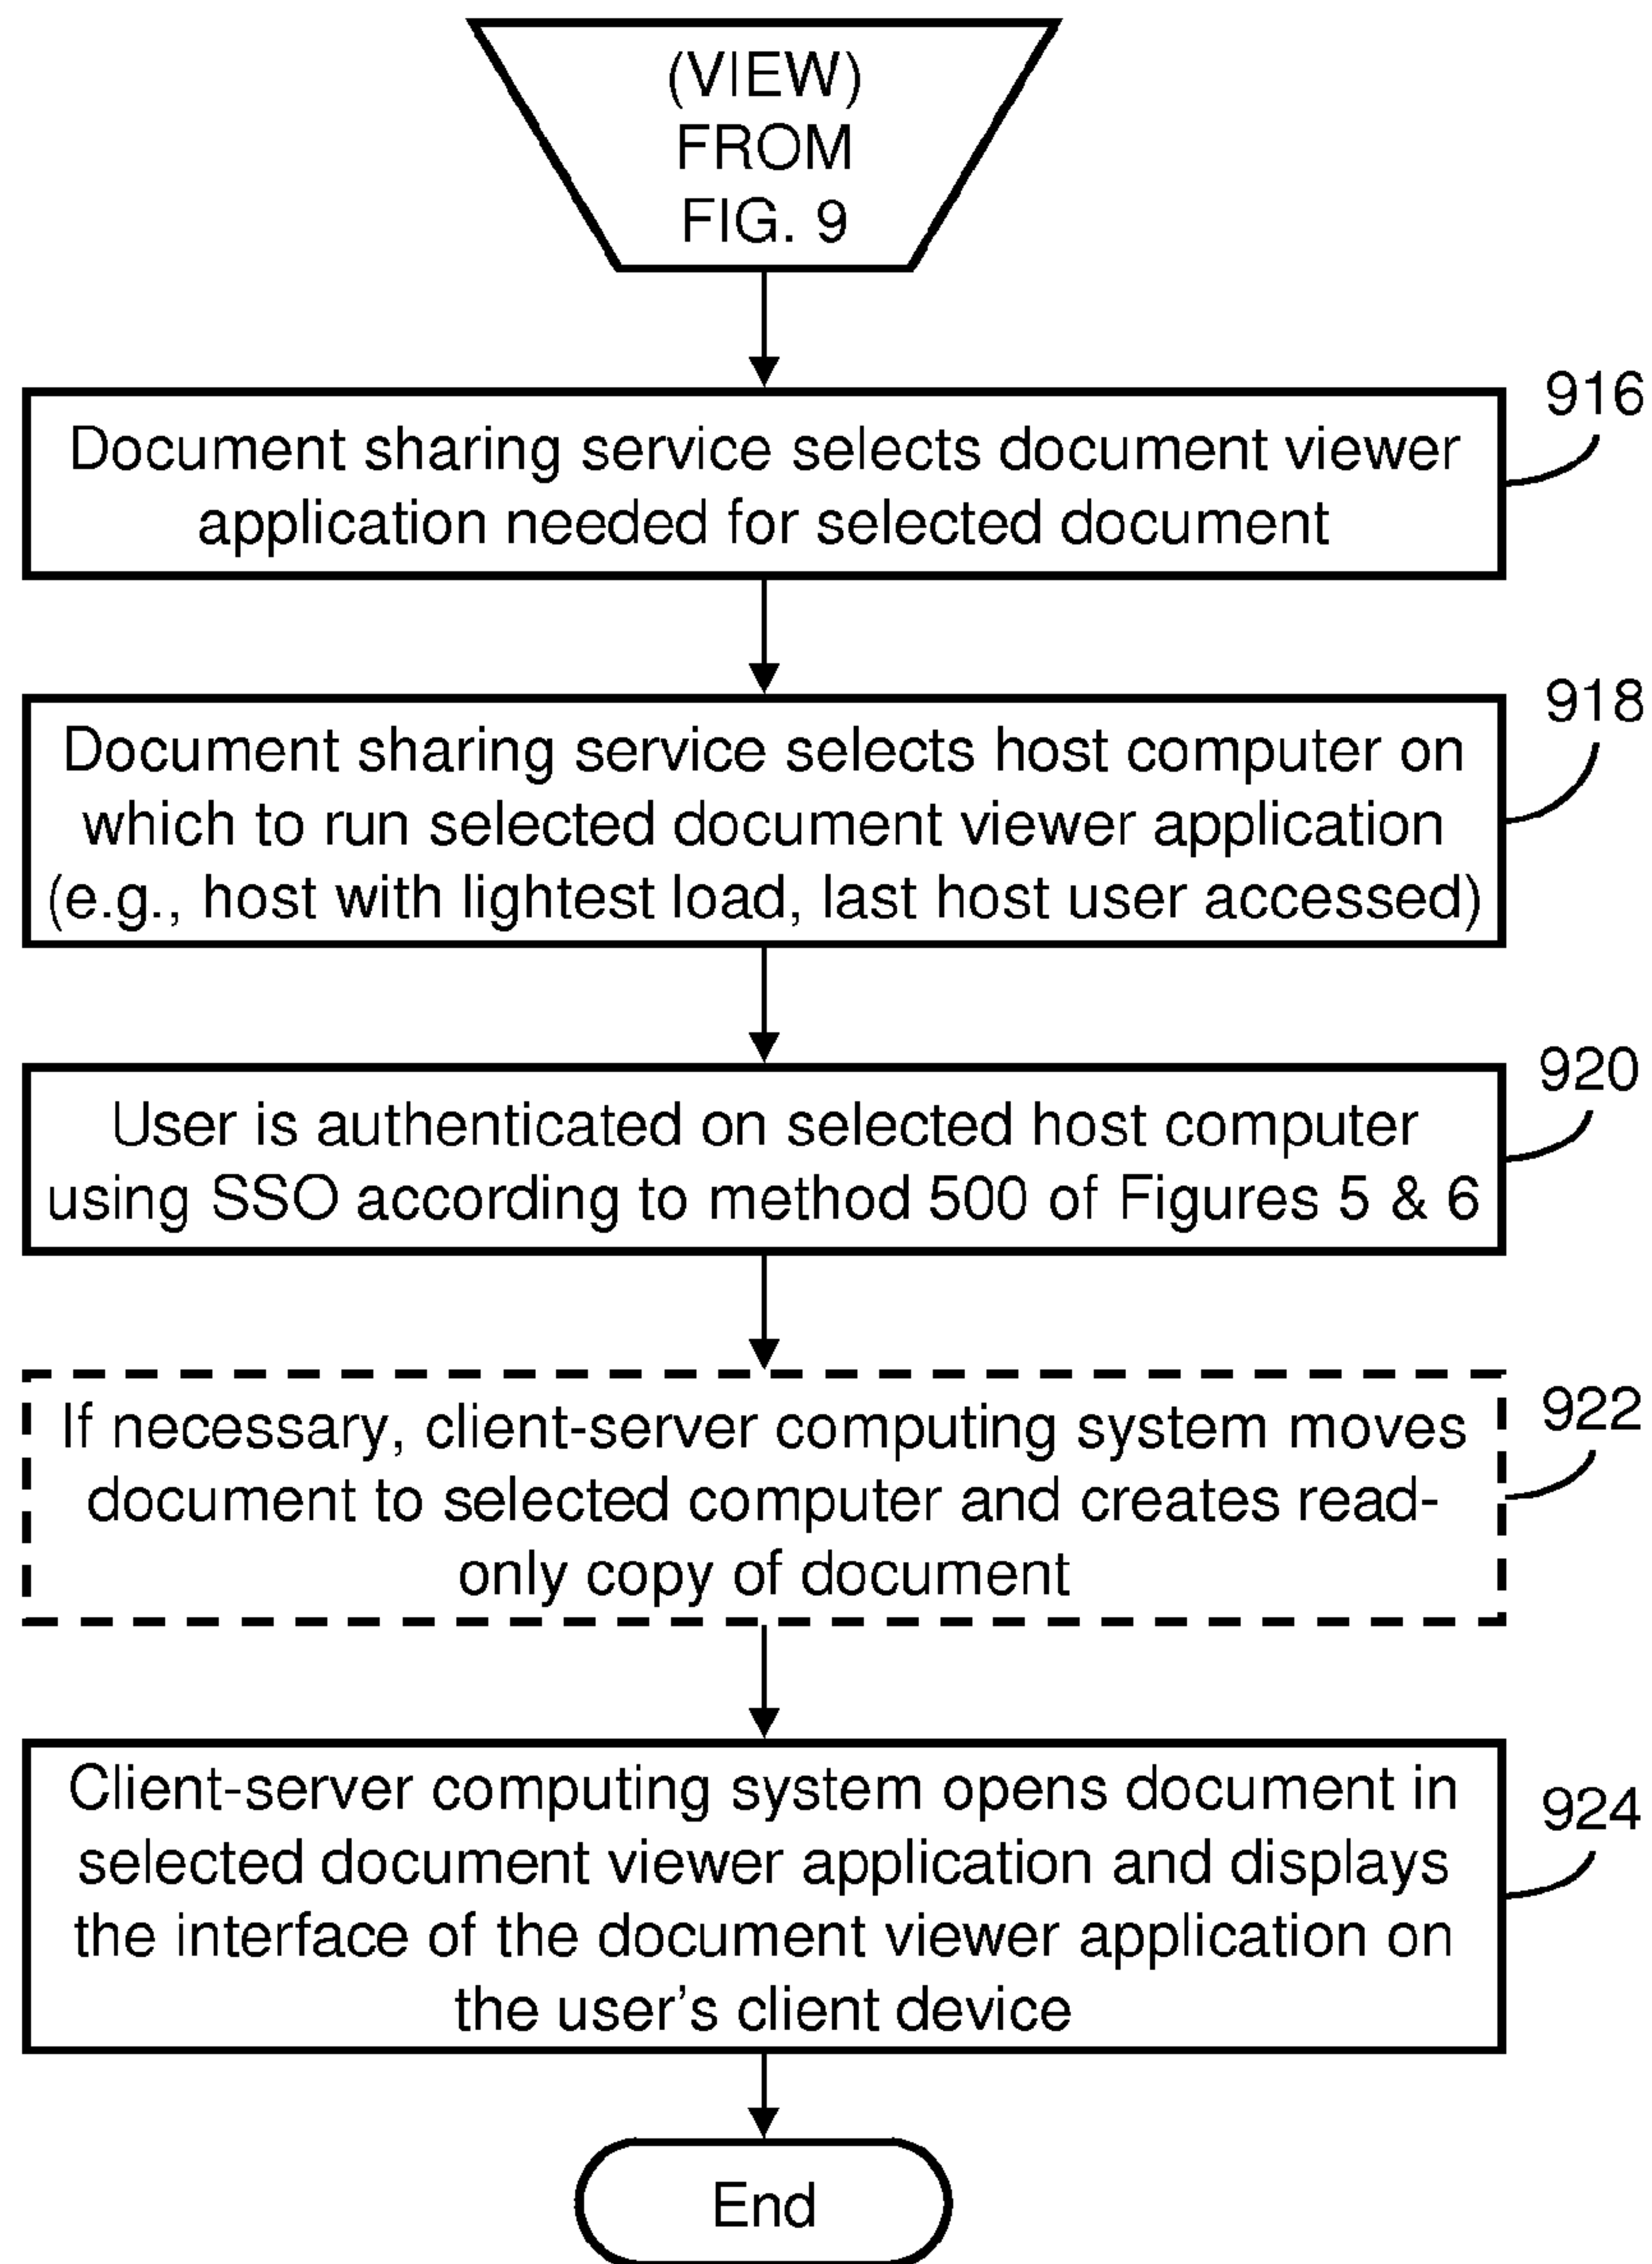 (VIEW)
FROM
FIG. 9
916
Document sharing service selects document viewer
application needed for selected document
918
Document sharing service selects host computer on
which to run selected document viewer application
(e.g., host with lightest load, last host user accessed)
920
User is authenticated on selected host computer
using SSO according to method 500 of Figures 5 & 6
922
If necessary, client-server computing system moves
document to selected computer and creates read-
only copy of document
924
Client-server computing system opens document in
selected document viewer application and displays
the interface of the document viewer application on
the user's client device
End